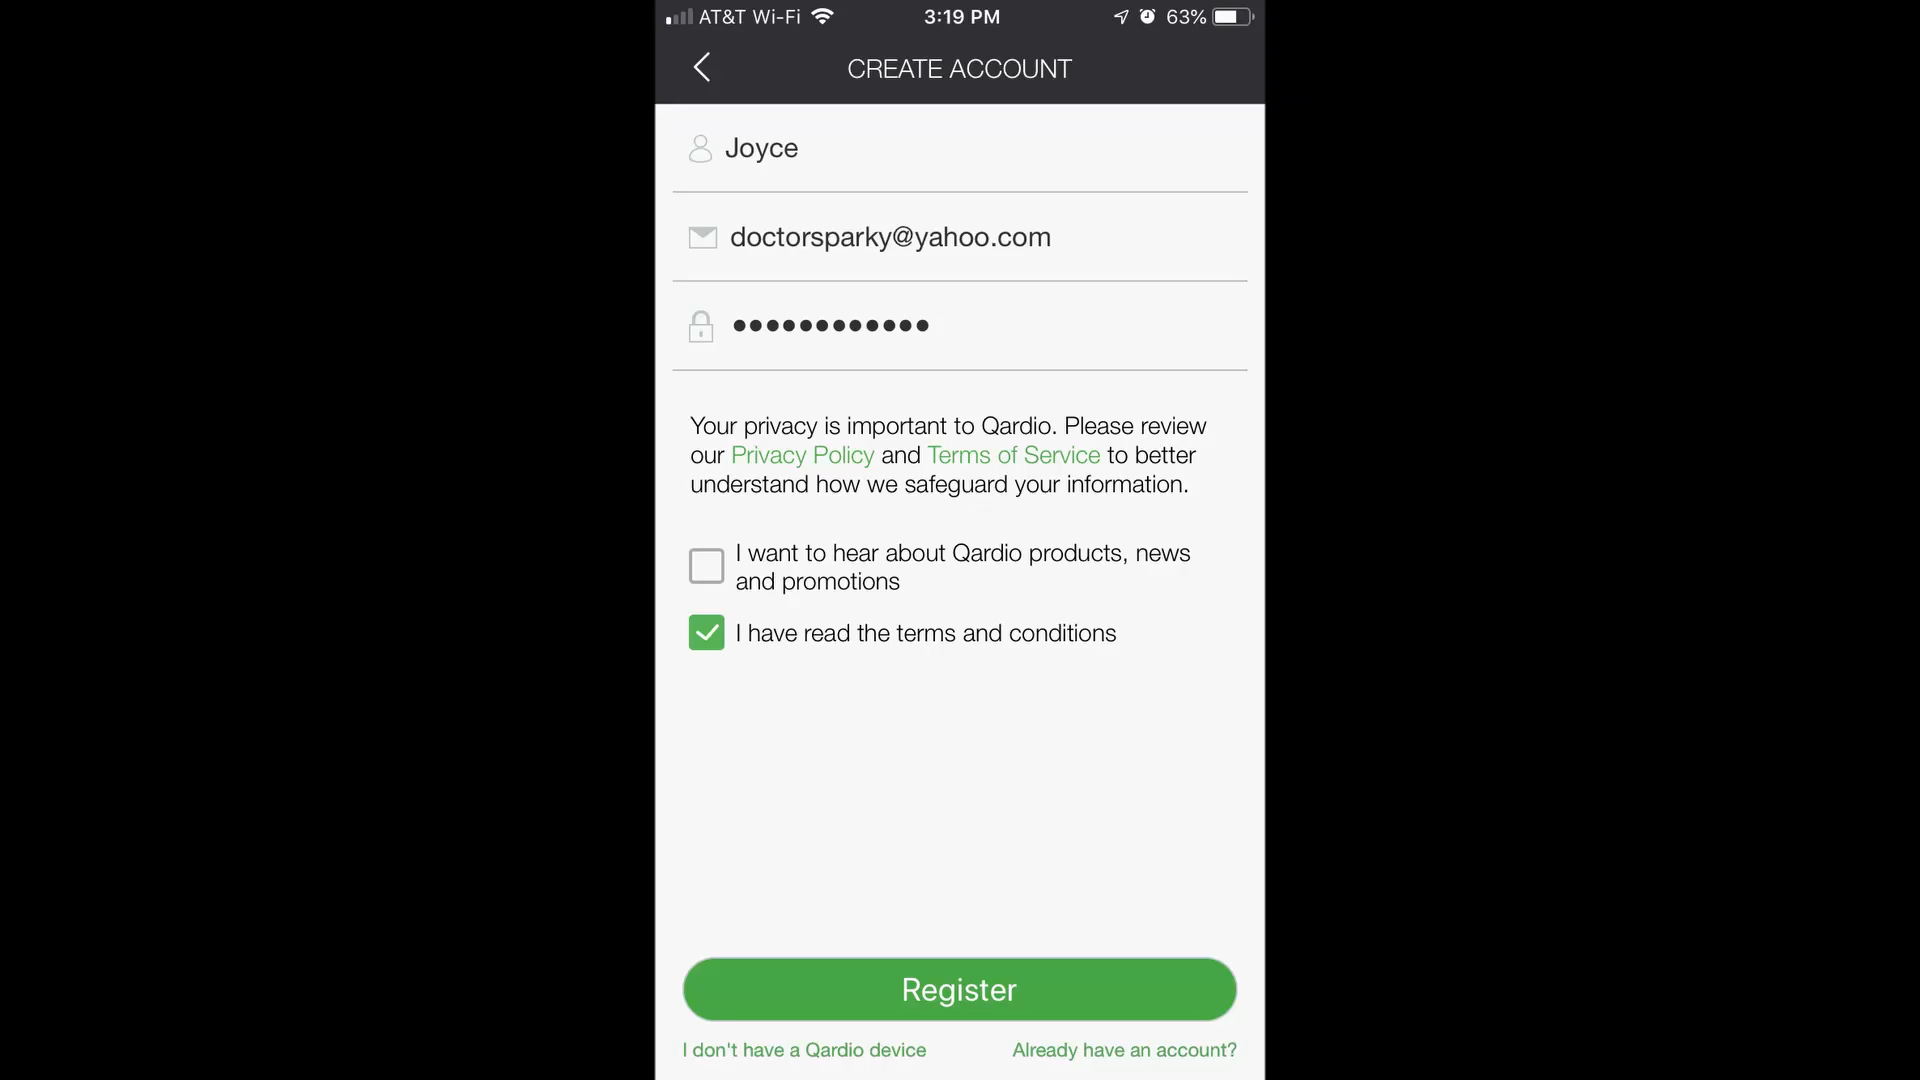 AT&T Wi-Fi 3:19 PM 63%
CREATE ACCOUNT
Joyce
doctorsparky@yahoo.com
●●●●●●●●●●●●
Your privacy is important to Qardio. Please review
our Privacy Policy and Terms of Service to better
understand how we safeguard your information.
I want to hear about Qardio products, news
and promotions
I have read the terms and conditions
Register
I don't have a Qardio device Already have an account?